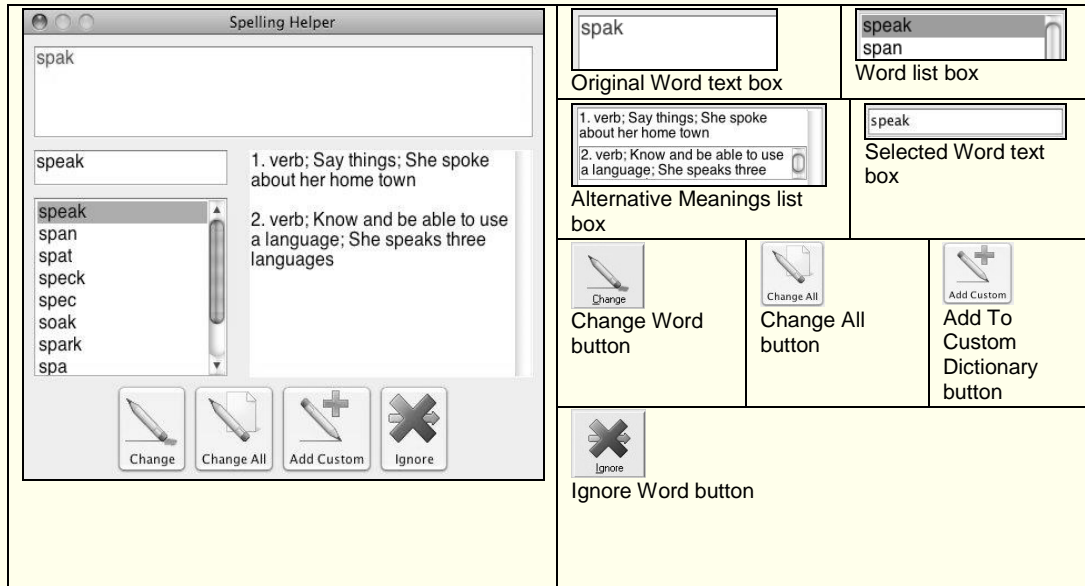 Spelling Helper
spak
speak
speak
span
spat
speck
spec
soak
spark
spa
1. verb; Say things; She spoke
about her home town
2. verb; Know and be able to use
a language; She speaks three
languages
Change
Change All
Add Custom
Ignore
spak
Original Word text box
speak
span
Word list box
1. verb; Say things; She spoke
about her home town
2. verb; Know and be able to use
a language; She speaks three
Alternative Meanings list
box
speak
Selected Word text
box
Change
Change Word
button
Change All
Change All
button
Add Custom
Add To
Custom
Dictionary
button
Ignore
Ignore Word button